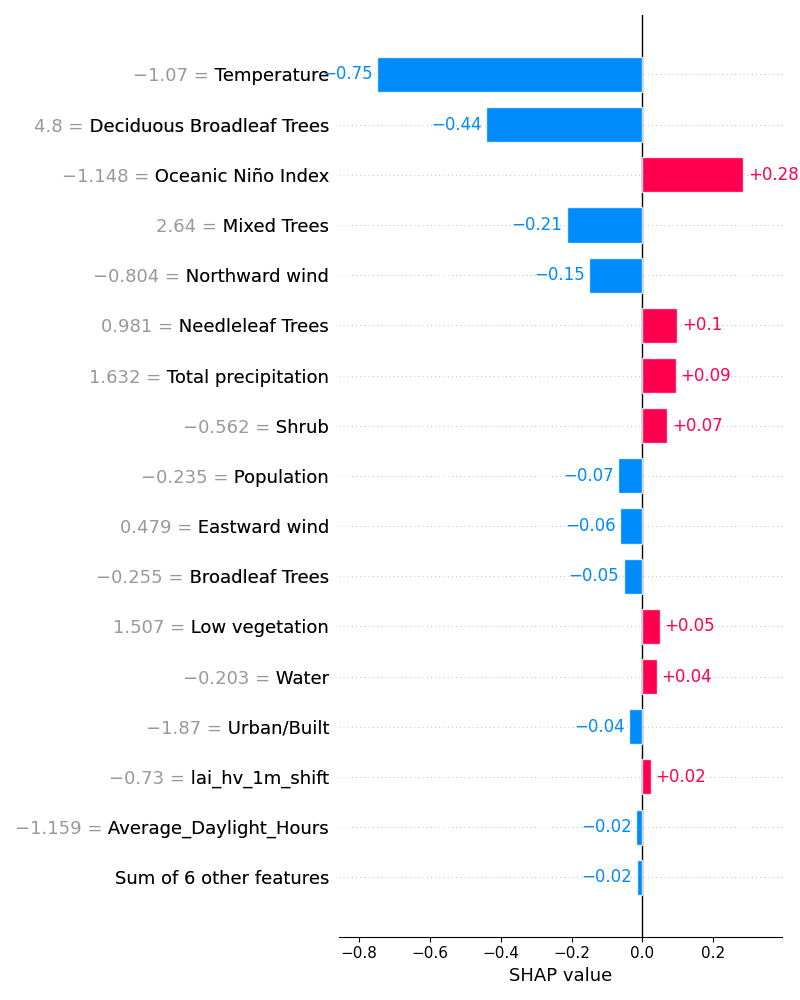 −1.07 = Temperature −0.75
4.8 = Deciduous Broadleaf Trees −0.44
−1.148 = Oceanic Niño Index +0.28
2.64 = Mixed Trees −0.21
−0.804 = Northward wind −0.15
0.981 = Needleleaf Trees +0.1
1.632 = Total precipitation +0.09
−0.562 = Shrub +0.07
−0.235 = Population −0.07
0.479 = Eastward wind −0.06
−0.255 = Broadleaf Trees −0.05
1.507 = Low vegetation +0.05
−0.203 = Water +0.04
−1.87 = Urban/Built −0.04
−0.73 = lai_hv_1m_shift +0.02
−1.159 = Average_Daylight_Hours −0.02
Sum of 6 other features −0.02
−0.8 −0.6 −0.4 −0.2 0.0 0.2
SHAP value